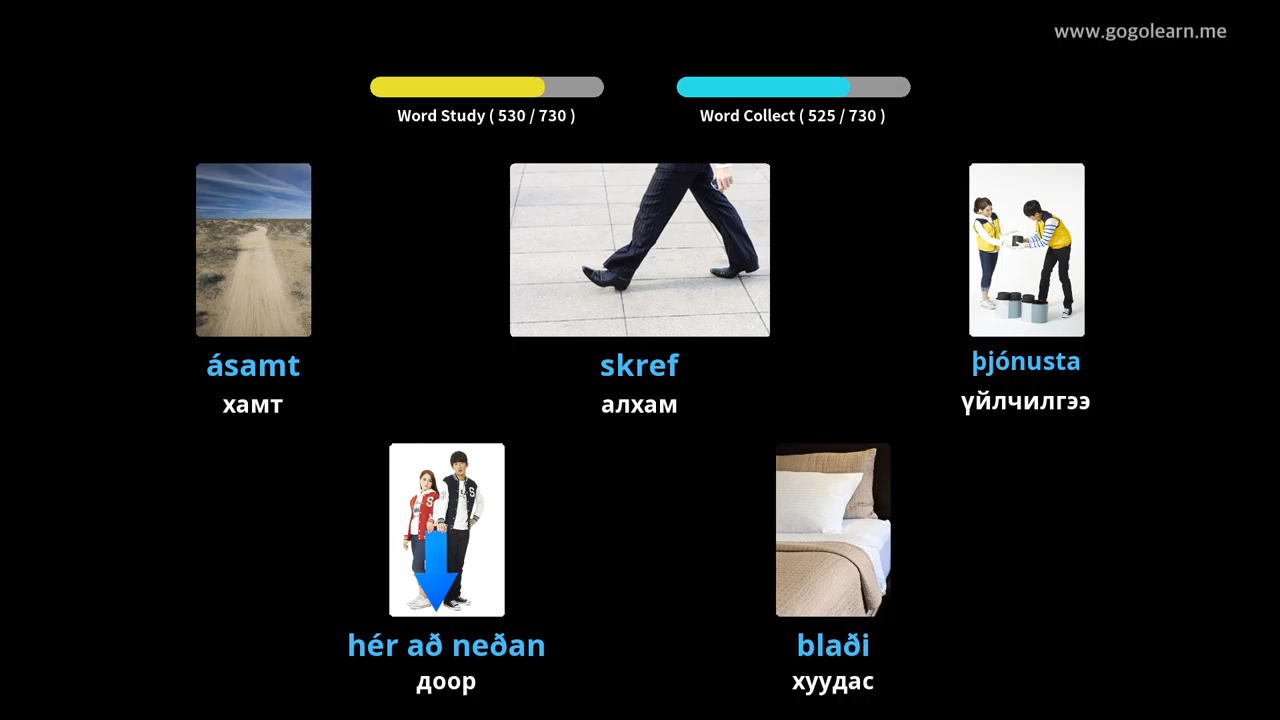 www.gogolearn.me
Word Study ( 530 / 730 )
Word Collect ( 525 / 730 )
ásamt
хамт
skref
алхам
þjónusta
үйлчилгээ
hér að neðan
доор
blaði
хуудас